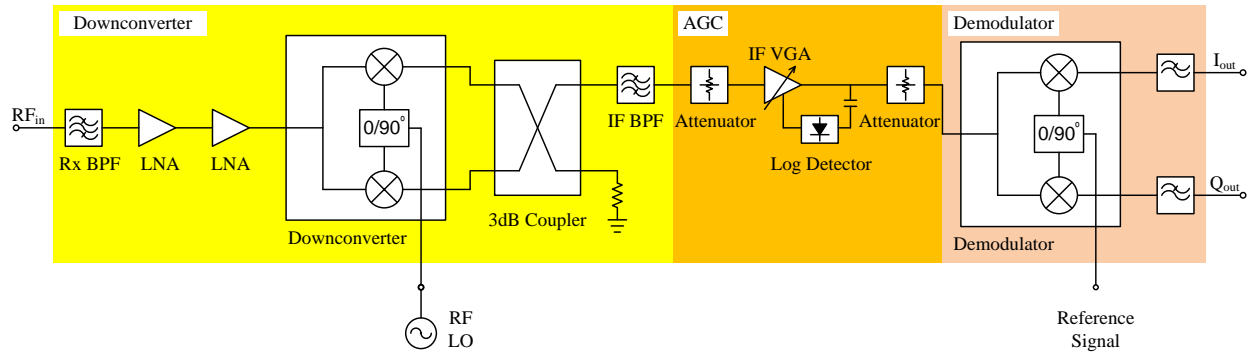 Downconverter
AGC
Demodulator
RFin
Rx BPF
LNA
LNA
0/90°
Downconverter
3dB Coupler
IF BPF
Attenuator
IF VGA
Log Detector
Attenuator
0/90°
Demodulator
Iout
Qout
RF
LO
Reference
Signal